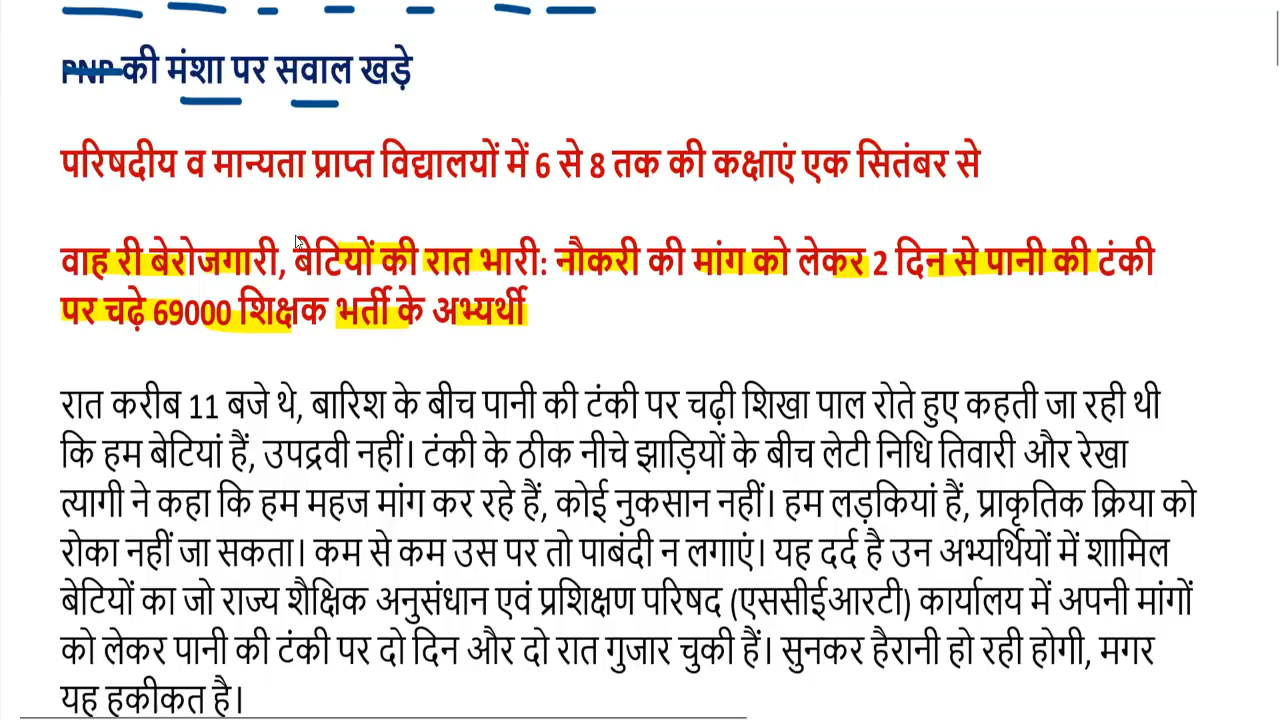 PNP की मंशा पर सवाल खड़े
परिषदीय व मान्यता प्राप्त विद्यालयों में 6 से 8 तक की कक्षाएं एक सितंबर से
वाह री बेरोजगारी, बेटियों की रात भारी: नौकरी की मांग को लेकर 2 दिन से पानी की टंकी
पर चढ़े 69000 शिक्षक भर्ती के अभ्यर्थी
रात करीब 11 बजे थे, बारिश के बीच पानी की टंकी पर चढ़ी शिखा पाल रोते हुए कहती जा रही थी
कि हम बेटियां हैं, उपद्रवी नहीं। टंकी के ठीक नीचे झाड़ियों के बीच लेटी निधि तिवारी और रेखा
त्यागी ने कहा कि हम महज मांग कर रहे हैं, कोई नुकसान नहीं। हम लड़कियां हैं, प्राकृतिक क्रिया को
रोका नहीं जा सकता। कम से कम उस पर तो पाबंदी न लगाएं। यह दर्द है उन अभ्यर्थियों में शामिल
बेटियों का जो राज्य शैक्षिक अनुसंधान एवं प्रशिक्षण परिषद (एससीईआरटी) कार्यालय में अपनी मांगों
को लेकर पानी की टंकी पर दो दिन और दो रात गुजार चुकी हैं। सुनकर हैरानी हो रही होगी, मगर
यह हकीकत है।